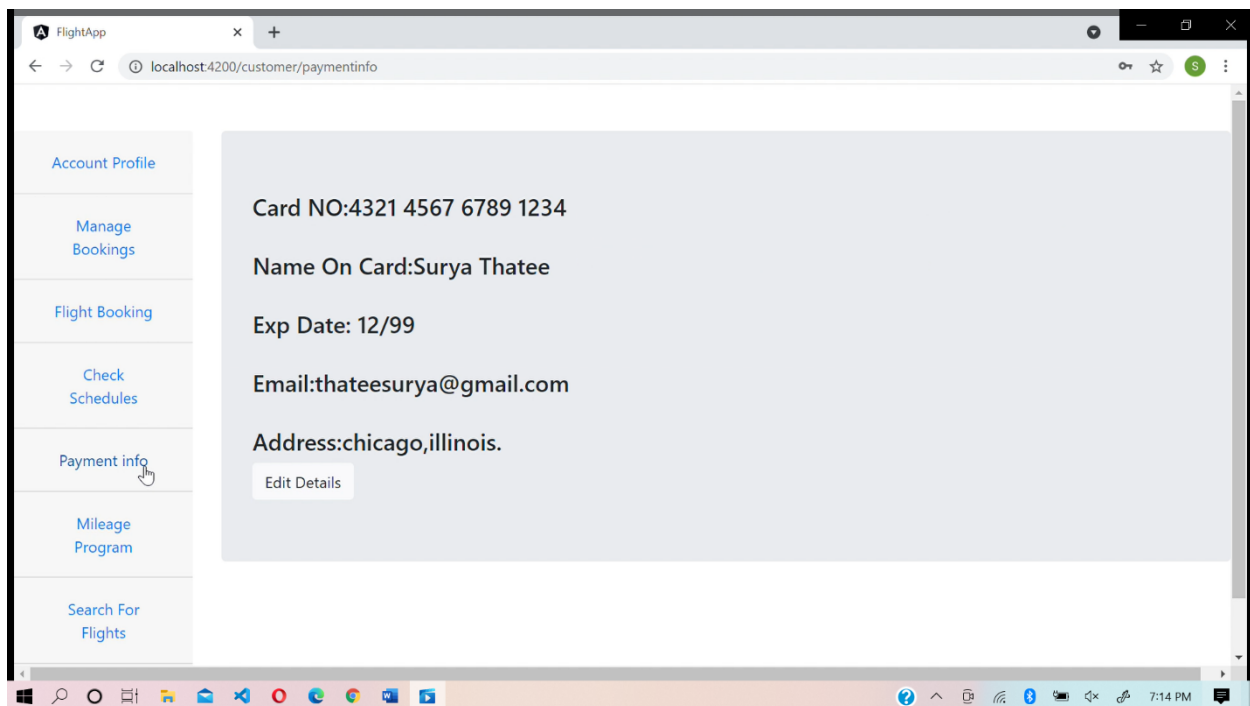 FlightApp
localhost:4200/customer/paymentinfo
S
Account Profile
Manage
Bookings
Flight Booking
Check
Schedules
Payment info
Mileage
Program
Search For
Flights
Card NO:4321 4567 6789 1234
Name On Card:Surya Thatee
Exp Date: 12/99
Email:thateesurya@gmail.com
Address:chicago,illinois.
Edit Details
7:14 PM